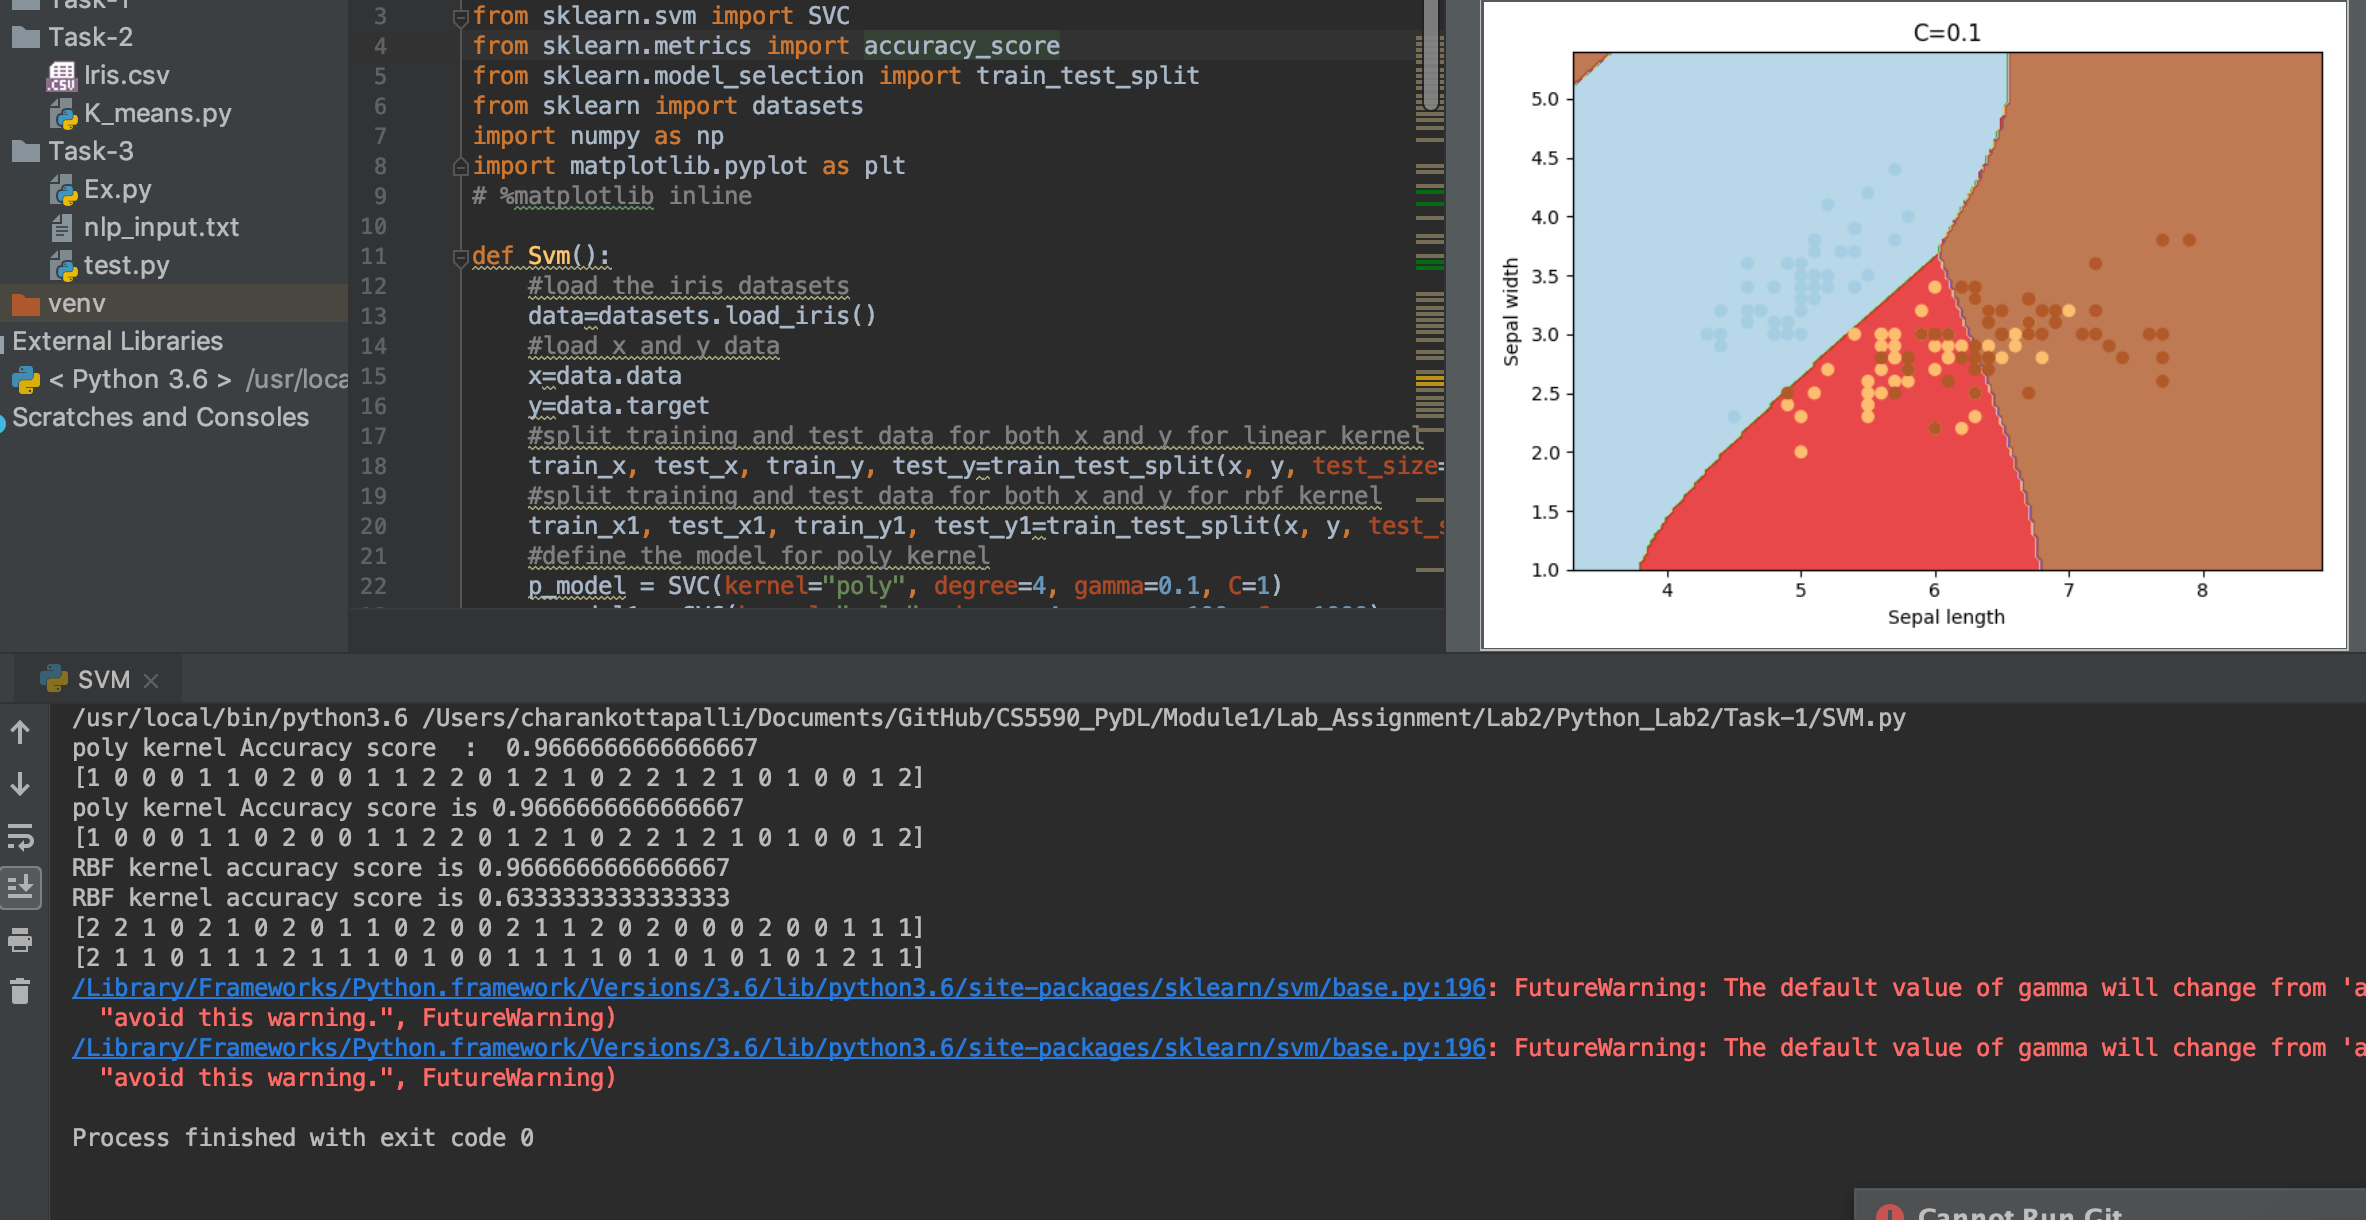 Task-1
Task-2
Iris.csv
K_means.py
Task-3
Ex.py
nlp_input.txt
test.py
venv
External Libraries
< Python 3.6 > /usr/loca
Scratches and Consoles
3 from sklearn.svm import SVC
4 from sklearn.metrics import accuracy_score
5 from sklearn.model_selection import train_test_split
6 from sklearn import datasets
7 import numpy as np
8 import matplotlib.pyplot as plt
9 # %matplotlib inline
10
11 def Svm():
12 #load the iris datasets
13 data=datasets.load_iris()
14 #load x and y data
15 x=data.data
16 y=data.target
17 #split training and test data for both x and y for linear kernel
18 train_x, test_x, train_y, test_y=train_test_split(x, y, test_size=
19 #split training and test data for both x and y for rbf kernel
20 train_x1, test_x1, train_y1, test_y1=train_test_split(x, y, test_s
21 #define the model for poly kernel
22 p_model = SVC(kernel="poly", degree=4, gamma=0.1, C=1)
C=0.1
Sepal width
5.0
4.5
4.0
3.5
3.0
2.5
2.0
1.5
1.0
4 5 6 7 8
Sepal length
SVM
/usr/local/bin/python3.6 /Users/charankottapalli/Documents/GitHub/CS5590_PyDL/Module1/Lab_Assignment/Lab2/Python_Lab2/Task-1/SVM.py
poly kernel Accuracy score  :  0.9666666666666667
[1 0 0 0 1 1 0 2 0 0 1 1 2 2 0 1 2 1 0 2 2 1 2 1 0 1 0 0 1 2]
poly kernel Accuracy score is 0.9666666666666667
[1 0 0 0 1 1 0 2 0 0 1 1 2 2 0 1 2 1 0 2 2 1 2 1 0 1 0 0 1 2]
RBF kernel accuracy score is 0.9666666666666667
RBF kernel accuracy score is 0.6333333333333333
[2 2 1 0 2 1 0 2 0 1 1 0 2 0 0 2 1 1 2 0 2 0 0 0 2 0 0 1 1 1]
[2 1 1 0 1 1 1 2 1 1 1 0 1 0 0 1 1 1 1 0 1 0 1 0 1 0 1 2 1 1]
/Library/Frameworks/Python.framework/Versions/3.6/lib/python3.6/site-packages/sklearn/svm/base.py:196: FutureWarning: The default value of gamma will change from 'a
"avoid this warning.", FutureWarning)
/Library/Frameworks/Python.framework/Versions/3.6/lib/python3.6/site-packages/sklearn/svm/base.py:196: FutureWarning: The default value of gamma will change from 'a
"avoid this warning.", FutureWarning)
Process finished with exit code 0
Cannot Run Git